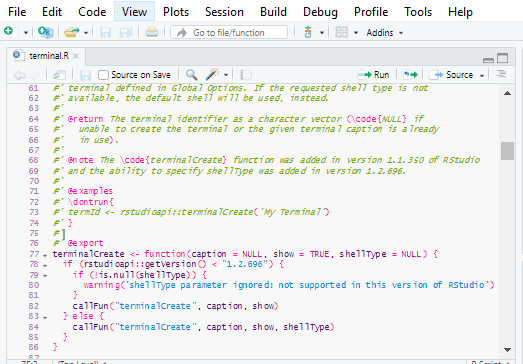 File Edit Code View Plots Session Build Debug Profile Tools Help
Go to file/function Addins
terminal.R
Source on Save Run Source
61 #' terminal defined in Global Options. If the requested shell type is not
62 #' available, the default shell will be used, instead.
63 #'
64 #' @return The terminal identifier as a character vector (\code{NULL} if
65 #'   unable to create the terminal or the given terminal caption is already
66 #'   in use).
67 #'
68 #' @note The \code{terminalCreate} function was added in version 1.1.350 of RStudio
69 #' and the ability to specify shellType was added in version 1.2.696.
70 #'
71 #'
72 #' @examples
72 #' \dontrun{
73 #' termId <- rstudioapi::terminalCreate('My Terminal')
74 #' }
75 #'
76 #' @export
77 terminalCreate <- function(caption = NULL, show = TRUE, shellType = NULL) {
78   if (rstudioapi::getVersion() < "1.2.696") {
79     if (!is.null(shellType)) {
80       warning('shellType parameter ignored: not supported in this version of RStudio')
81     }
82     callFun("terminalCreate", caption, show)
83   } else {
84     callFun("terminalCreate", caption, show, shellType)
85   }
86 }
87
75:3 (Top Level) R Script